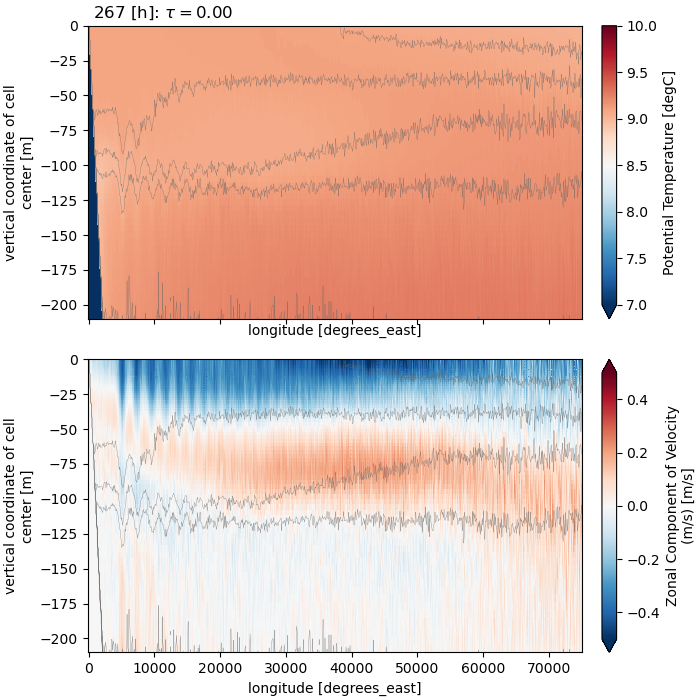 267 [h]: τ = 0.00
0
−25
−50
−75
−100
−125
−150
−175
−200
vertical coordinate of cell
center [m]
longitude [degrees_east]
10.0
9.5
9.0
8.5
8.0
7.5
7.0
Potential Temperature [degC]
0
−25
−50
−75
−100
−125
−150
−175
−200
vertical coordinate of cell
center [m]
0 10000 20000 30000 40000 50000 60000 70000
longitude [degrees_east]
0.4
0.2
0.0
−0.2
−0.4
Zonal Component of Velocity
(m/s) [m/s]